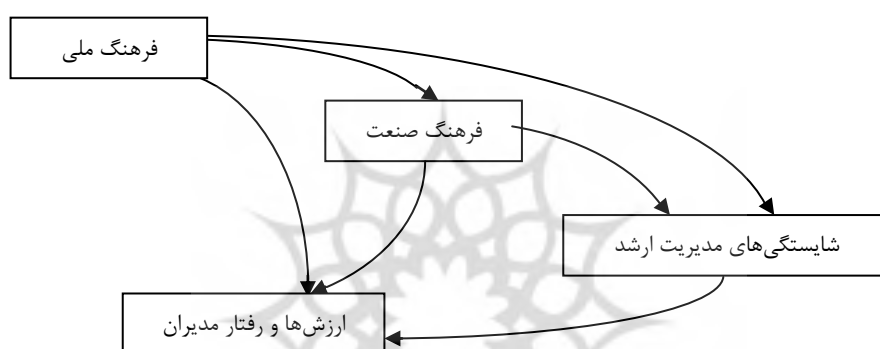 فرهنگ ملی
فرهنگ صنعت
شایستگی‌های مدیریت ارشد
ارزش‌ها و رفتار مدیران